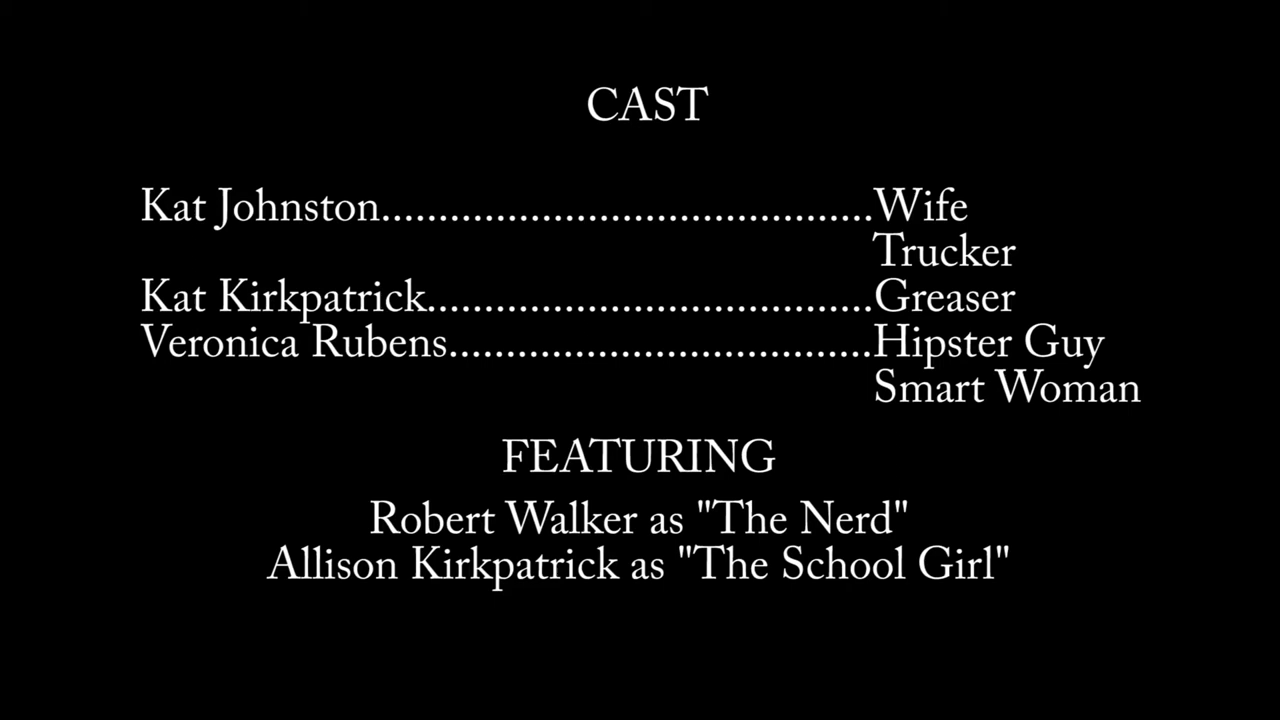 CAST
Kat Johnston...........................................Wife
Trucker
Kat Kirkpatrick.......................................Greaser
Veronica Rubens.....................................Hipster Guy
Smart Woman
FEATURING
Robert Walker as "The Nerd"
Allison Kirkpatrick as "The School Girl"